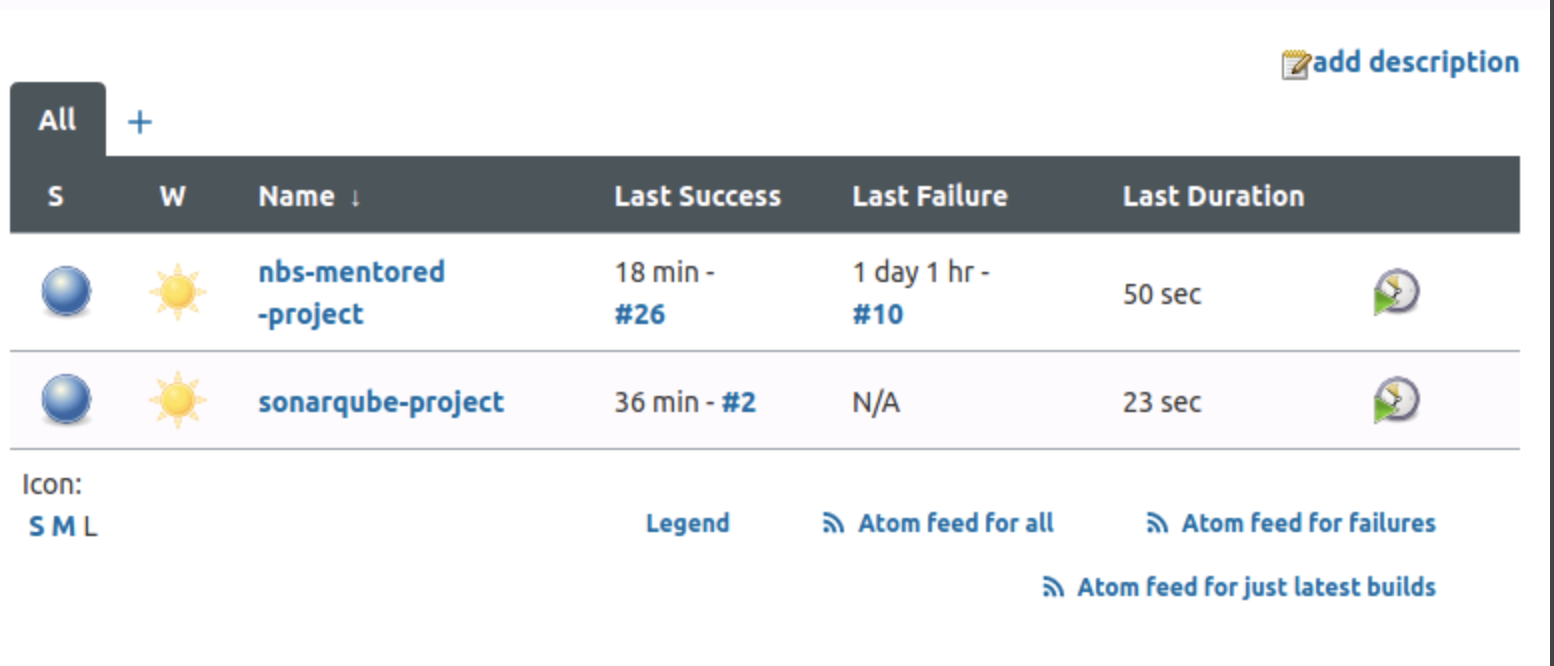 add description
All +
S W Name ↓ Last Success Last Failure Last Duration
nbs-mentored 18 min - 1 day 1 hr -
-project #26 #10 50 sec
sonarqube-project 36 min - #2 N/A 23 sec
Icon:
S M L Legend Atom feed for all Atom feed for failures
Atom feed for just latest builds